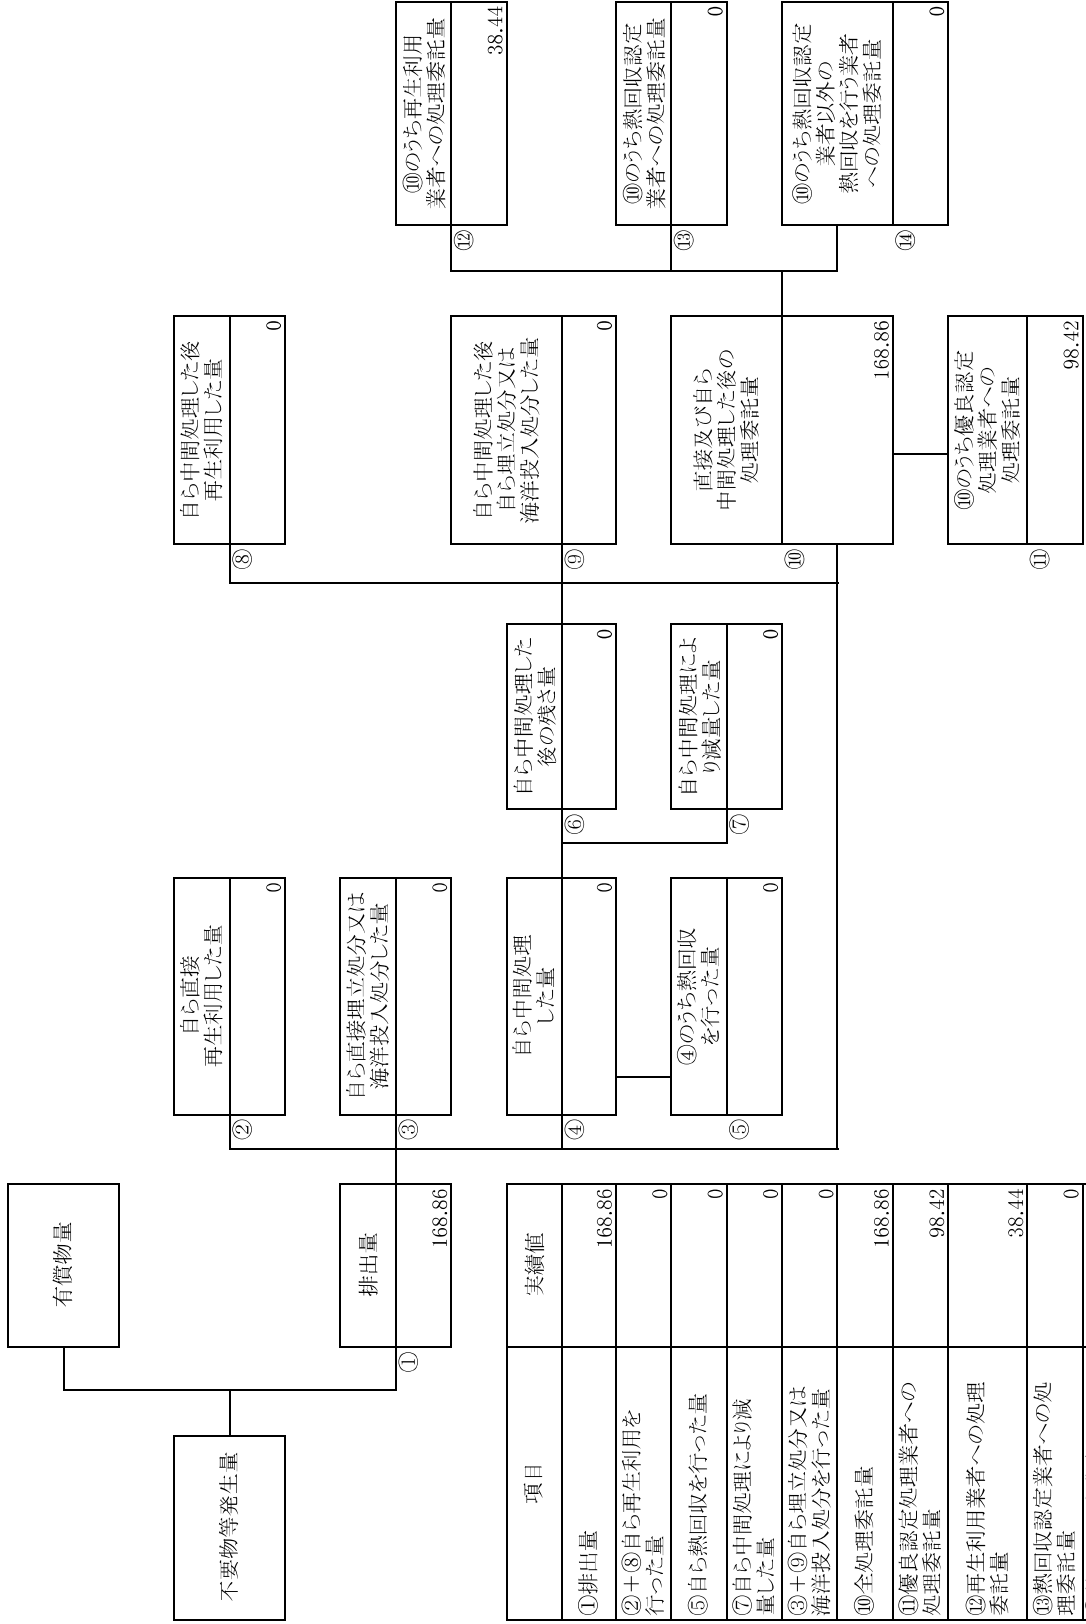 不要物等発生量
有償物量
①
排出量
168.86
②
自ら直接
再生利用した量
0
③
自ら直接埋立処分又は
海洋投入処分した量
0
④
自ら中間処理
した量
0
⑤
④のうち熱回収
を行った量
0
⑥
自ら中間処理した
後の残さ量
0
⑦
自ら中間処理によ
り減量した量
0
⑧
自ら中間処理した後
再生利用した量
0
⑨
自ら中間処理した後
自ら埋立処分又は
海洋投入処分した量
0
⑩
直接及び自ら
中間処理した後の
処理委託量
168.86
⑪
⑩のうち優良認定
処理業者への
処理委託量
98.42
⑫
⑩のうち再生利用
業者への処理委託量
38.44
⑬
⑩のうち熱回収認定
業者への処理委託量
0
⑭
⑩のうち熱回収認定
業者以外の
熱回収を行う業者
への処理委託量
0
項目 実績値
①排出量 168.86
②+⑧自ら再生利用を
行った量 0
⑤自ら熱回収を行った量 0
⑦自ら中間処理により減
量した量 0
③+⑨自ら埋立処分又は
海洋投入処分を行った量 0
⑩全処理委託量 168.86
⑪優良認定処理業者への
処理委託量 98.42
⑫再生利用業者への処理
委託量 38.44
⑬熱回収認定業者への処
理委託量 0